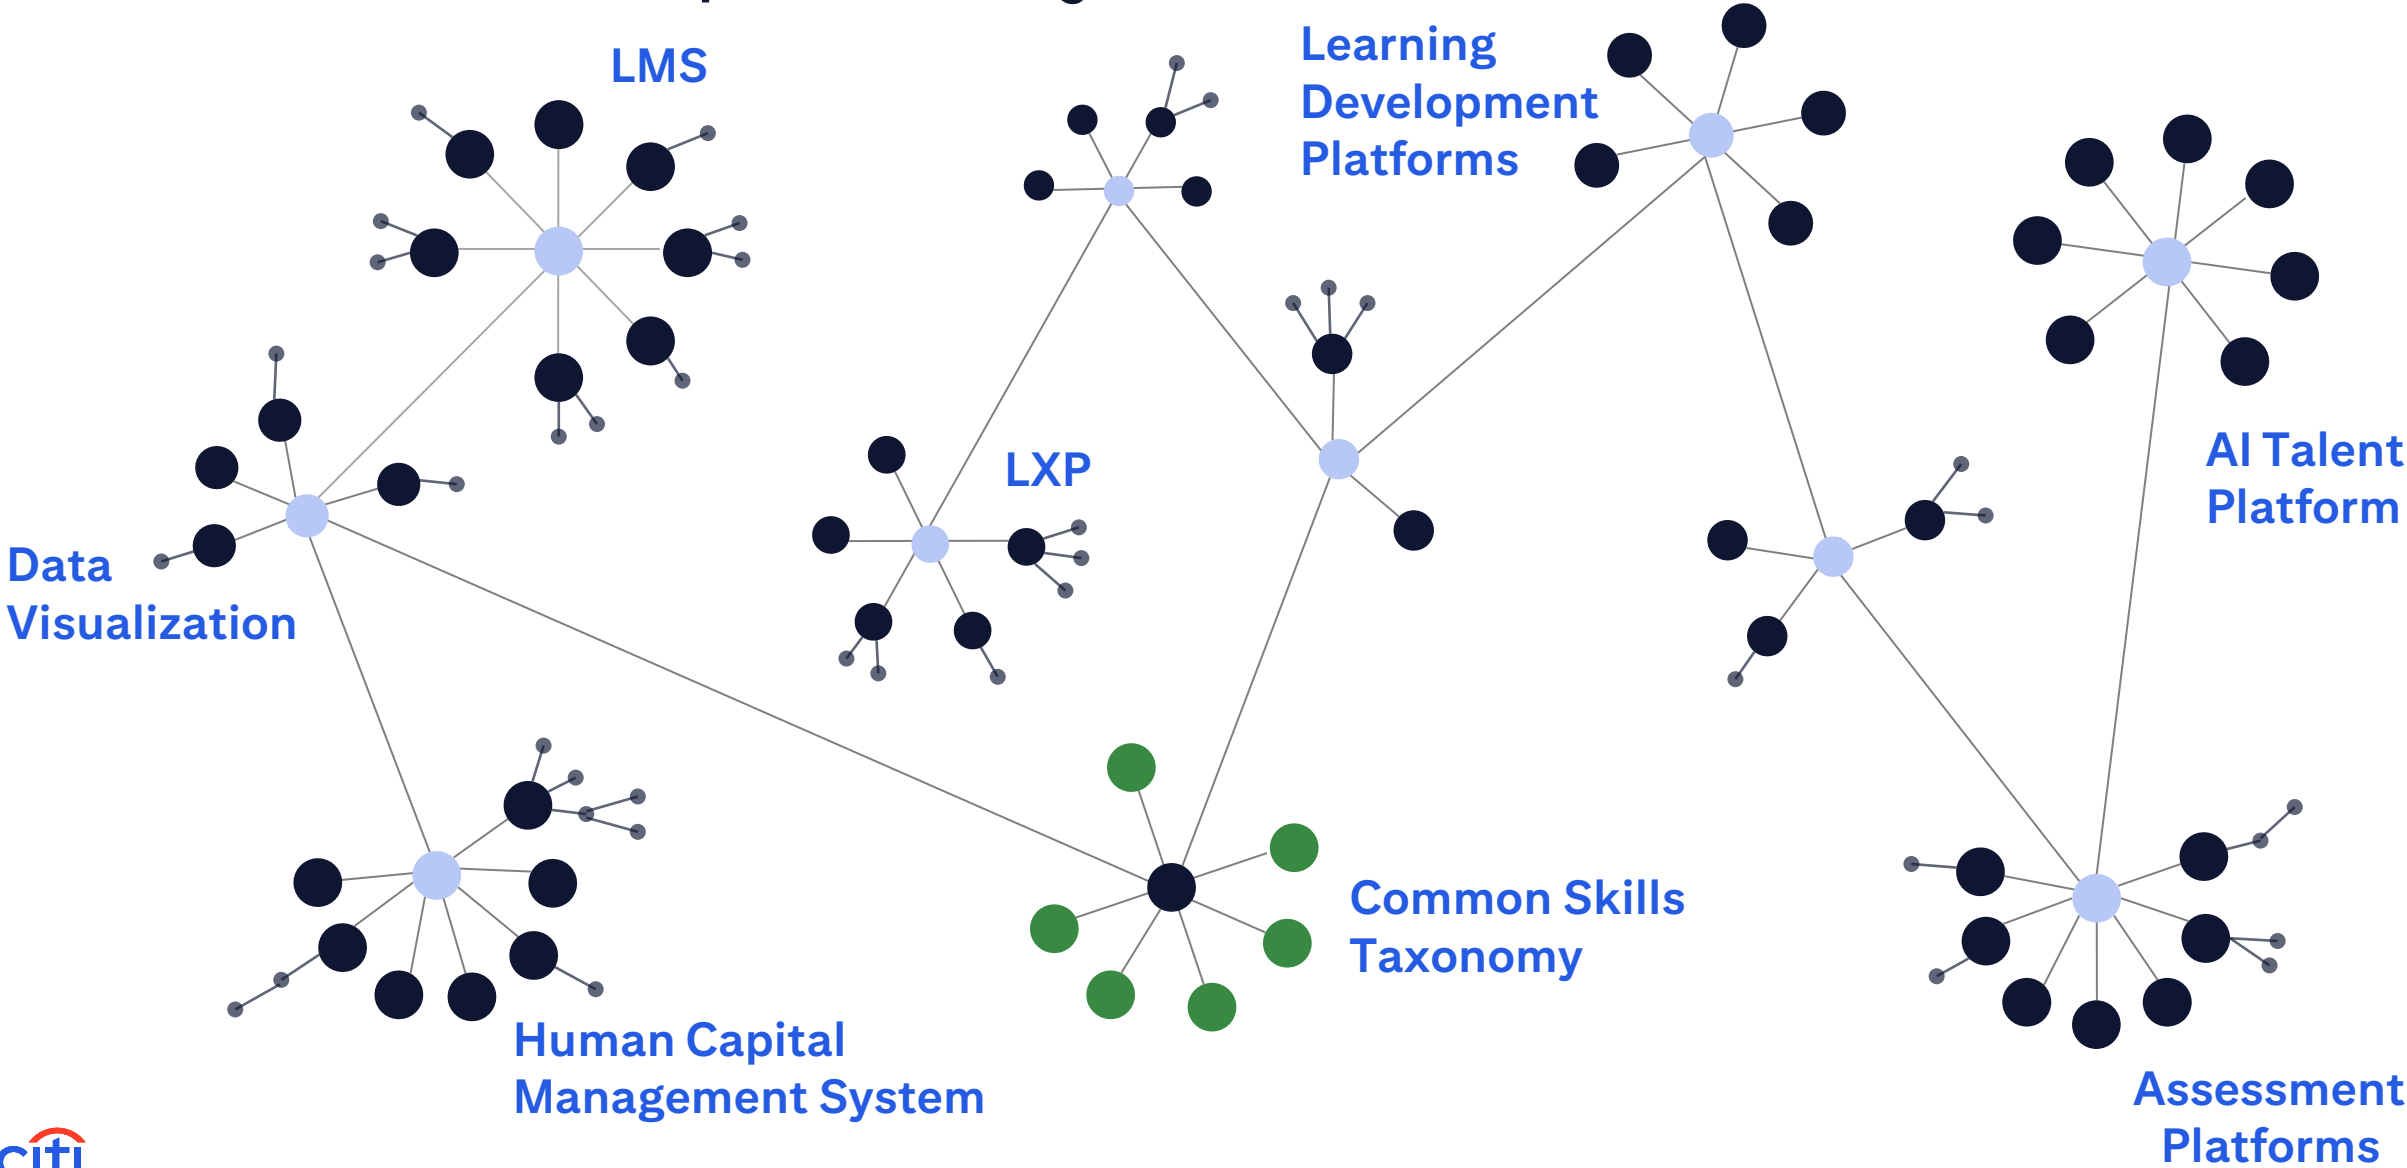 LMS
Learning
Development
Platforms
LXP
AI Talent
Platform
Data
Visualization
Common Skills
Taxonomy
Human Capital
Management System
Assessment
Platforms
citi